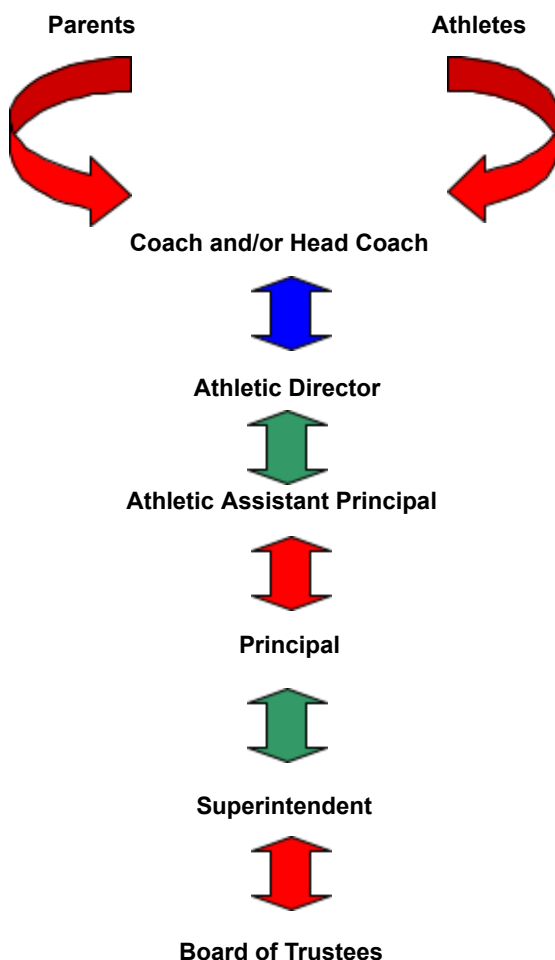 Parents Athletes
Coach and/or Head Coach
Athletic Director
Athletic Assistant Principal
Principal
Superintendent
Board of Trustees